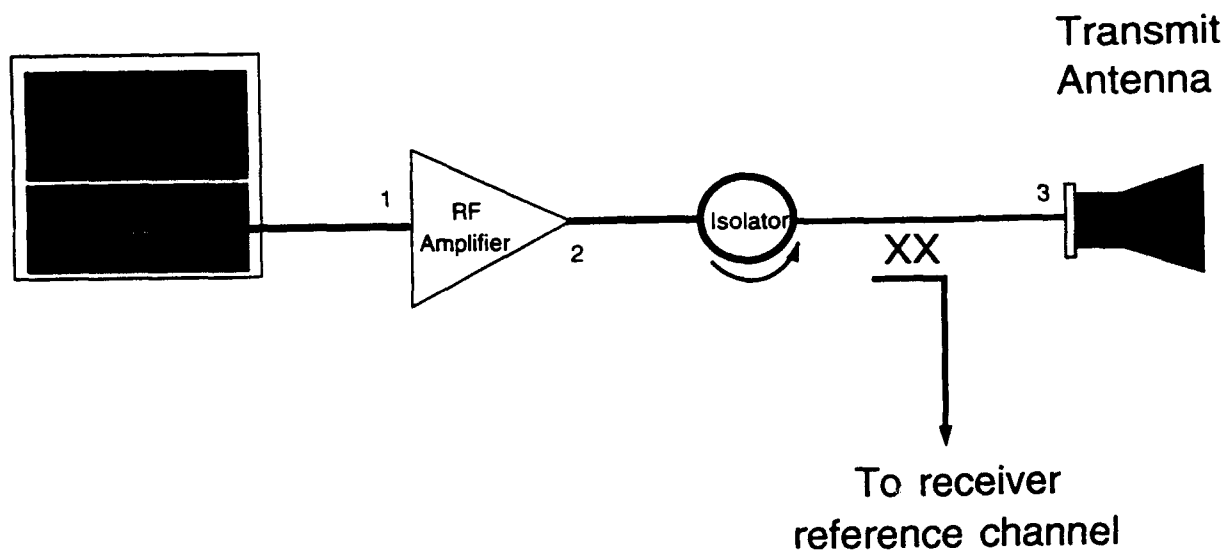 Transmit
Antenna
1
RF
Amplifier
2
Isolator
3
XX
To receiver
reference channel